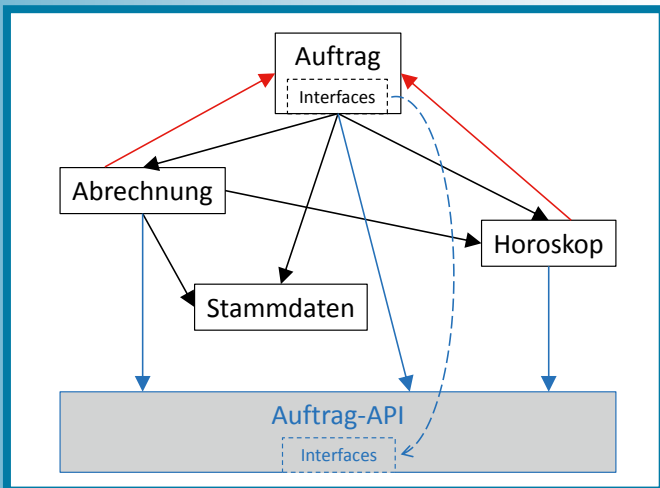 Auftrag
Interfaces
Abrechnung
Horoskop
Stammdaten
Auftrag-API
Interfaces